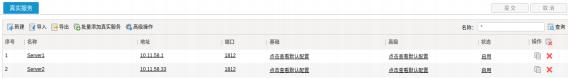 真实服务 提 交 取 消
新建 导入 导出 批量添加真实服务 高级操作 名称: * 查询
序号 名称 地址 端口 基础 高级 状态 操作
1 Server1 10.11.58.1 1812 点击查看默认配置 点击查看默认配置 启用
2 Server2 10.11.58.33 1812 点击查看默认配置 点击查看默认配置 启用